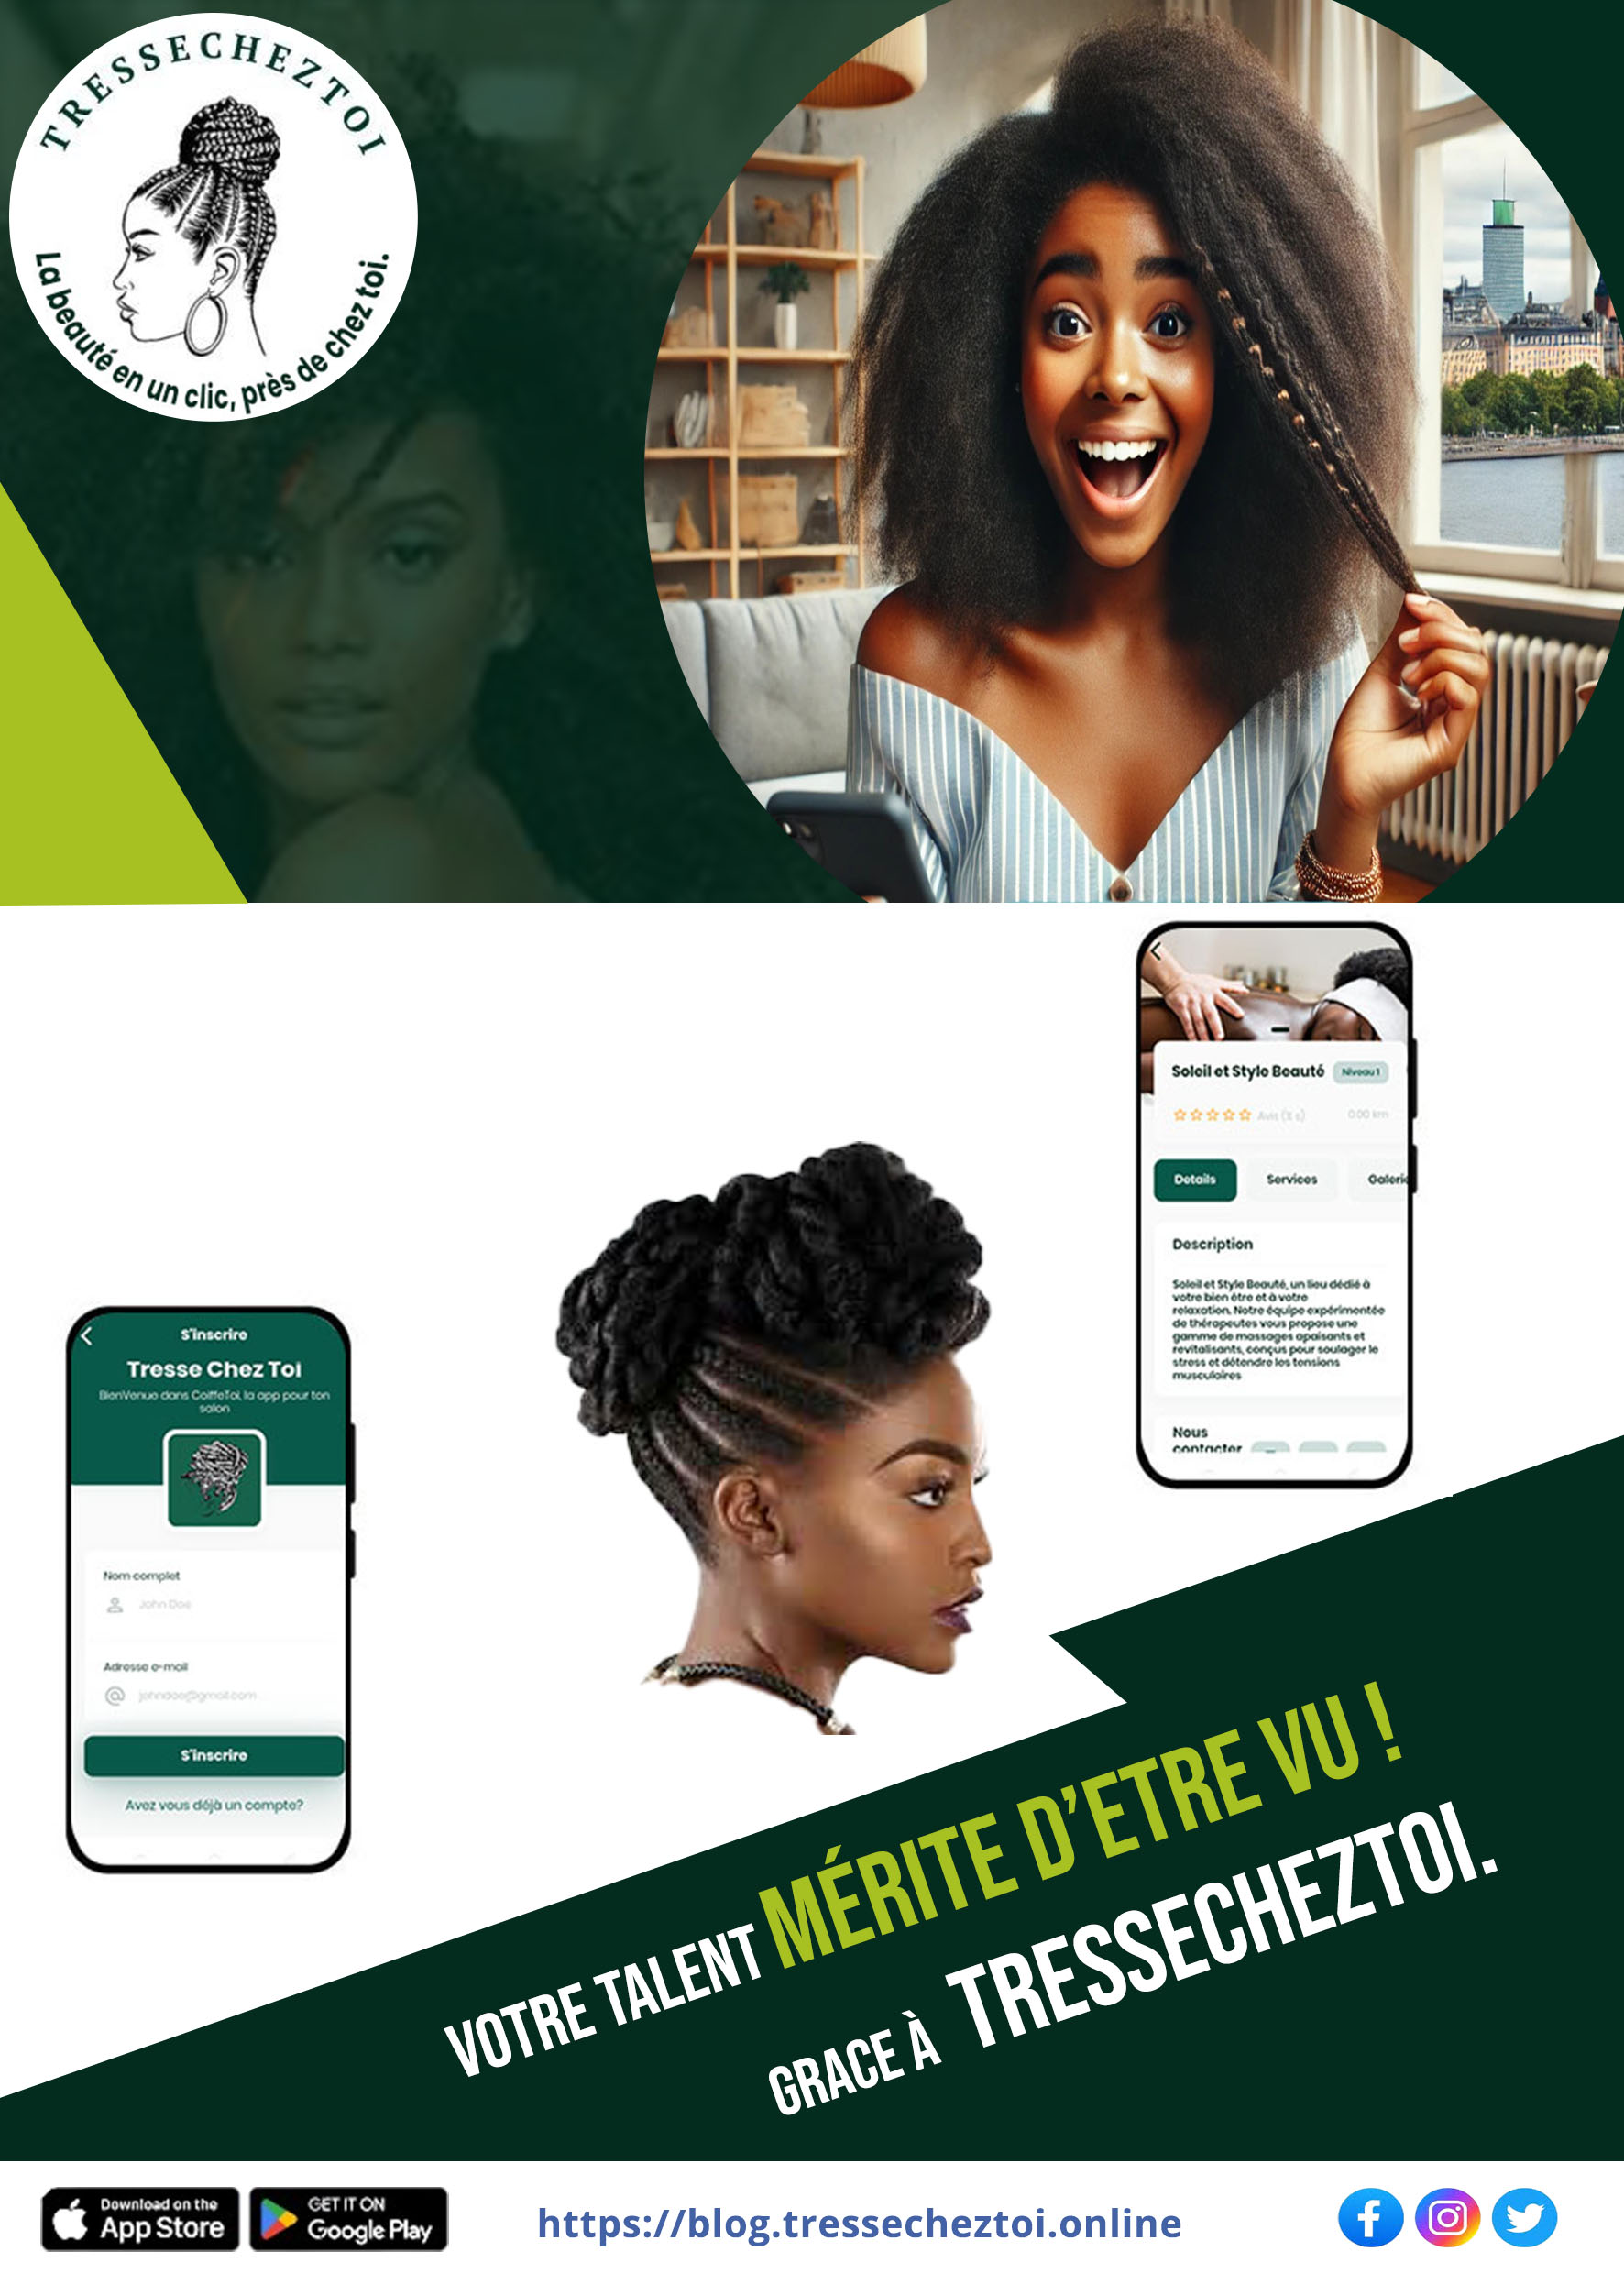 TRESSECHEZTOI
La beauté en un clic, près de chez toi.
Soleil et Style Beauté
Niveau 1
Avis (5 s)
0.00 km
Details
Services
Galerie
Description
Soleil et Style Beauté, un lieu dédié à
votre bien être et à votre
relaxation. Notre équipe expérimentée
de thérapeutes vous propose une
gamme de massages apaisants et
revitalisants, conçus pour soulager le
stress et détendre les tensions
musculaires
Nous
contacter
S'inscrire
Tresse Chez Toi
BienVenue dans CoiffeToi, la app pour ton
salon
Nom complet
John Doe
Adresse e-mail
johndoe@gmail.com
S'inscrire
Avez vous déjà un compte?
VOTRE TALENT MÉRITE D'ETRE VU !
GRACE À TRESSECHEZTOI.
Download on the
App Store
GET IT ON
Google Play
https://blog.tressecheztoi.online